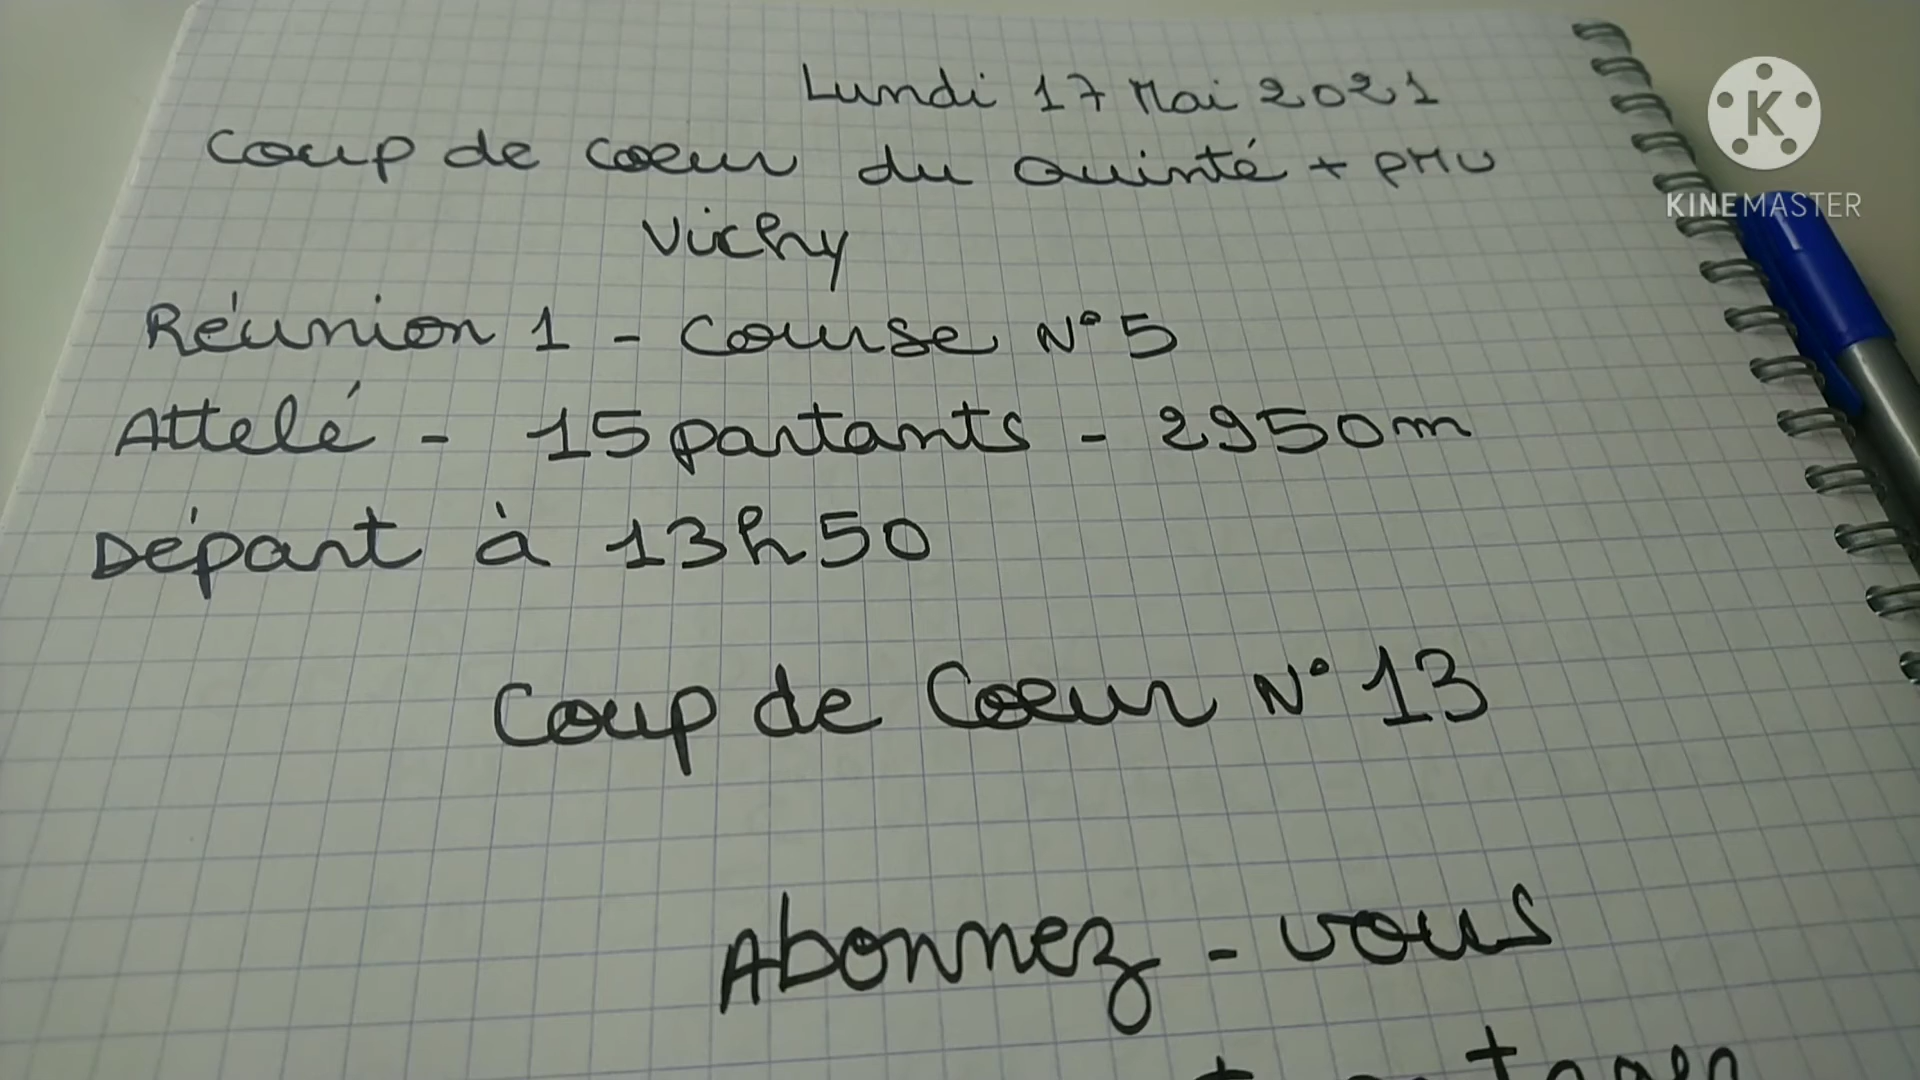 Lundi 17 Mai 2021
Coup de coeur du Quinté + PMU
Vichy
Réunion 1 - Course N° 5
Attelé - 15 partants - 2950m
Départ à 13h50
Coup de Coeur N° 13
Abonnez-vous
K
KINEMASTER